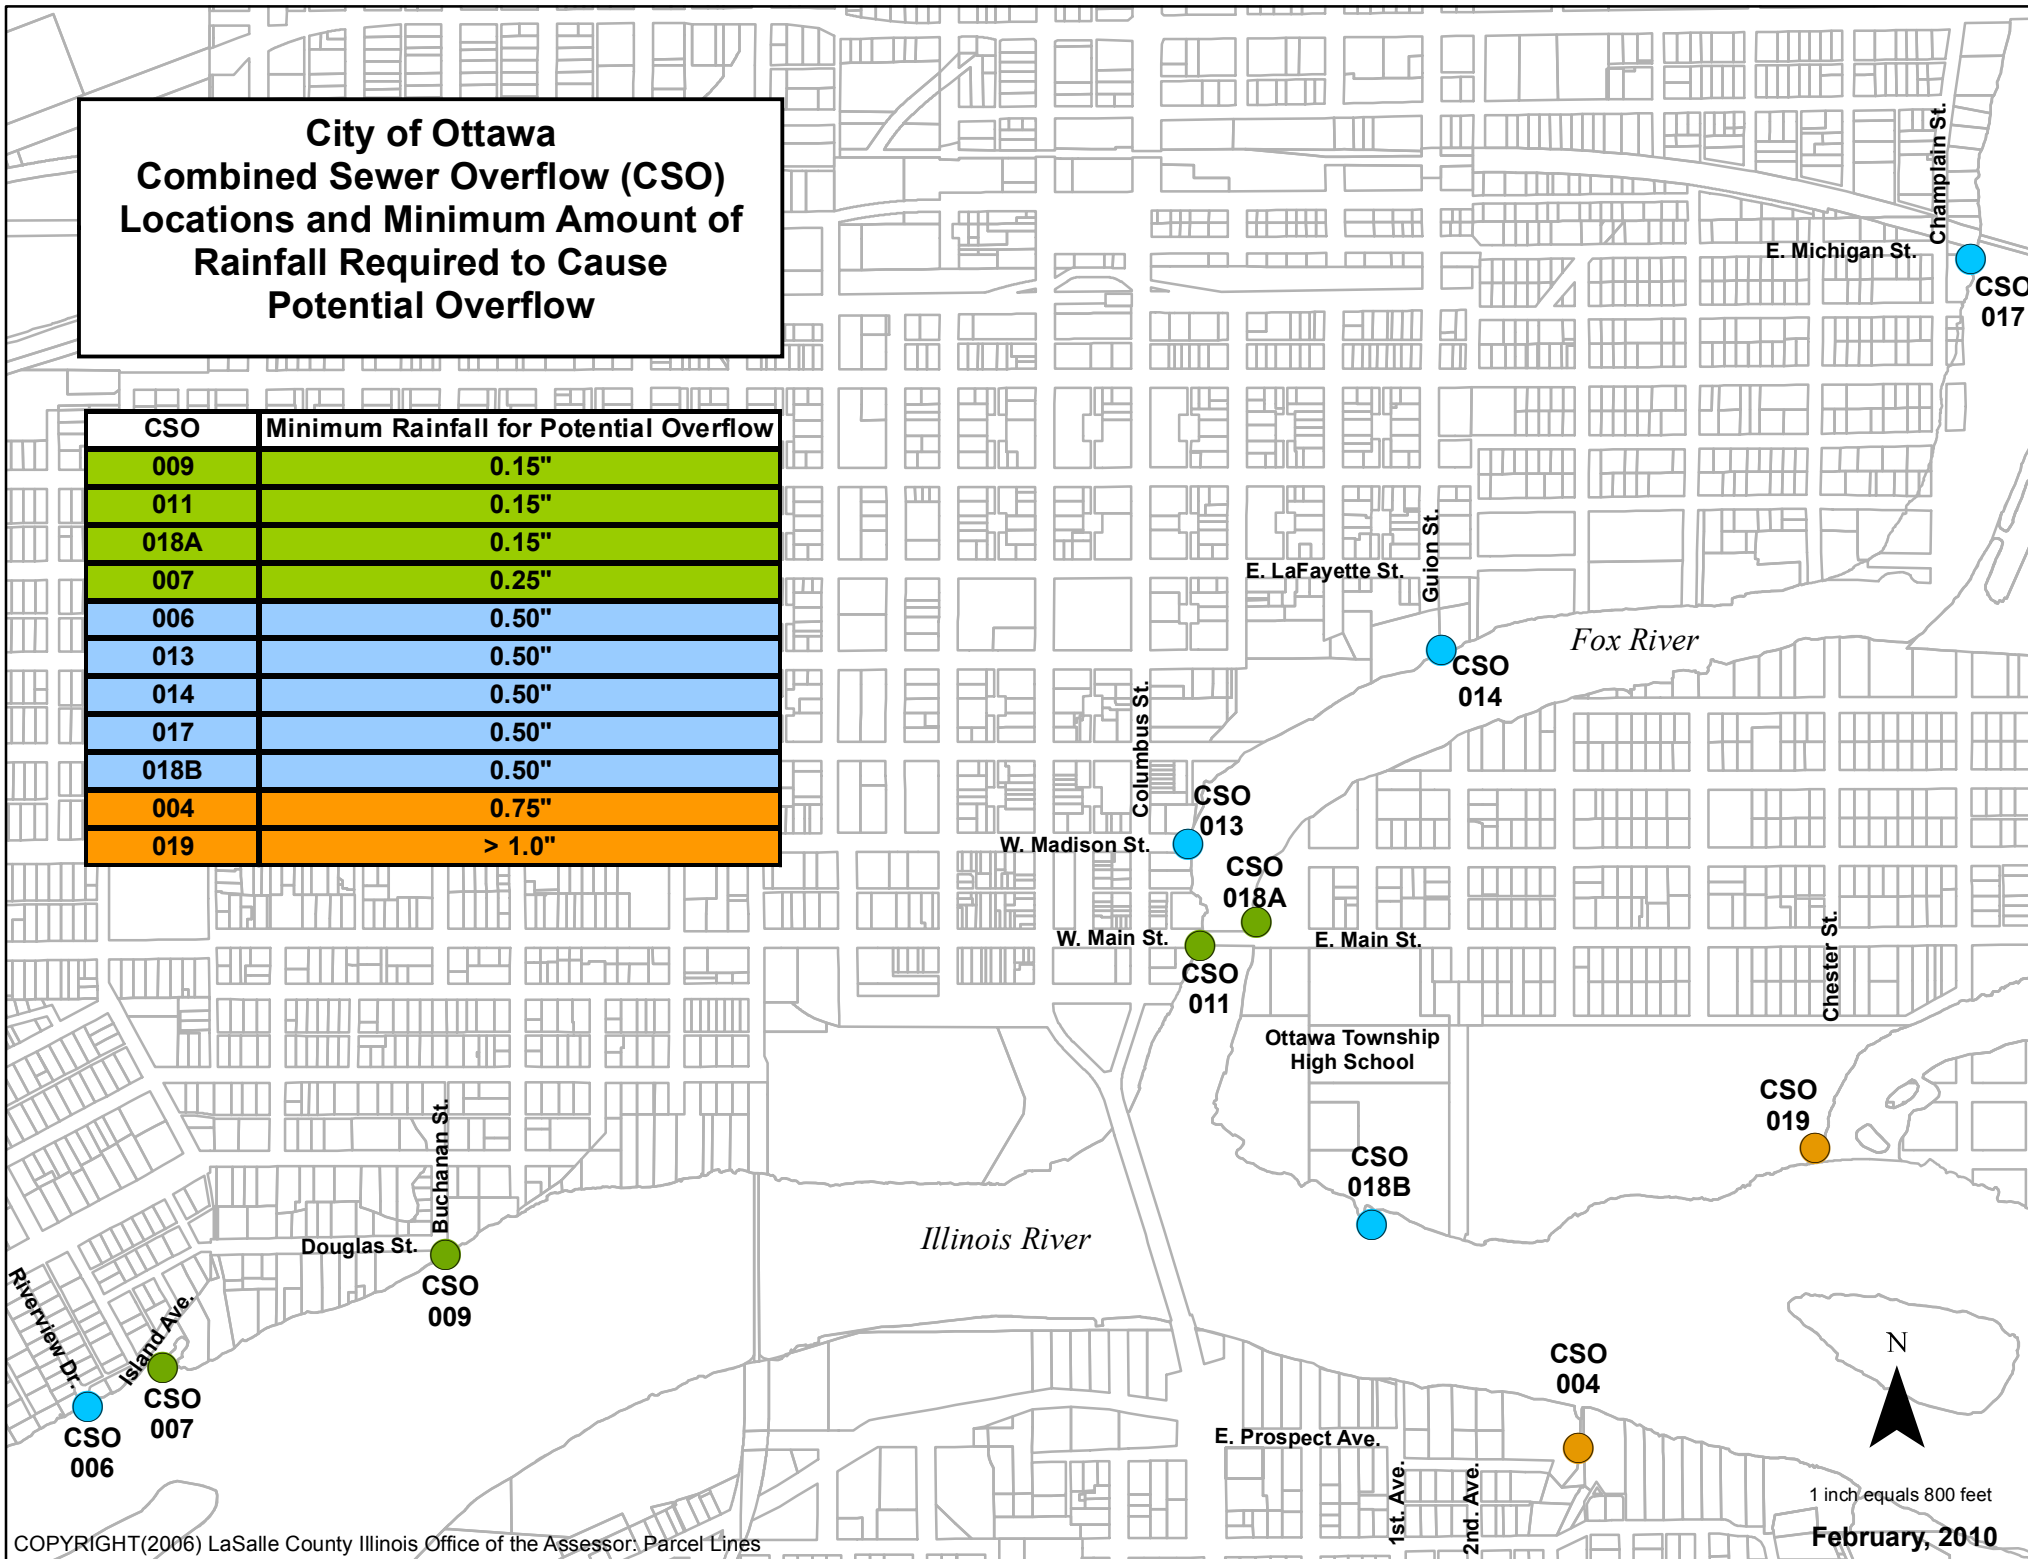 City of Ottawa
Combined Sewer Overflow (CSO)
Locations and Minimum Amount of
Rainfall Required to Cause
Potential Overflow
CSO Minimum Rainfall for Potential Overflow
009 0.15"
011 0.15"
018A 0.15"
007 0.25"
006 0.50"
013 0.50"
014 0.50"
017 0.50"
018B 0.50"
004 0.75"
019 > 1.0"
Champlain St.
E. Michigan St.
CSO
017
Guion St.
E. LaFayette St.
Fox River
CSO
014
Columbus St.
CSO
013
W. Madison St.
CSO
018A
W. Main St.
E. Main St.
CSO
011
Chester St.
Ottawa Township
High School
CSO
019
CSO
018B
Buchanan St.
Douglas St.
Illinois River
CSO
009
Riverview Dr.
Island Ave.
CSO
007
CSO
006
CSO
004
N
E. Prospect Ave.
1st. Ave.
2nd. Ave.
1 inch equals 800 feet
February, 2010
COPYRIGHT(2006) LaSalle County Illinois Office of the Assessor: Parcel Lines